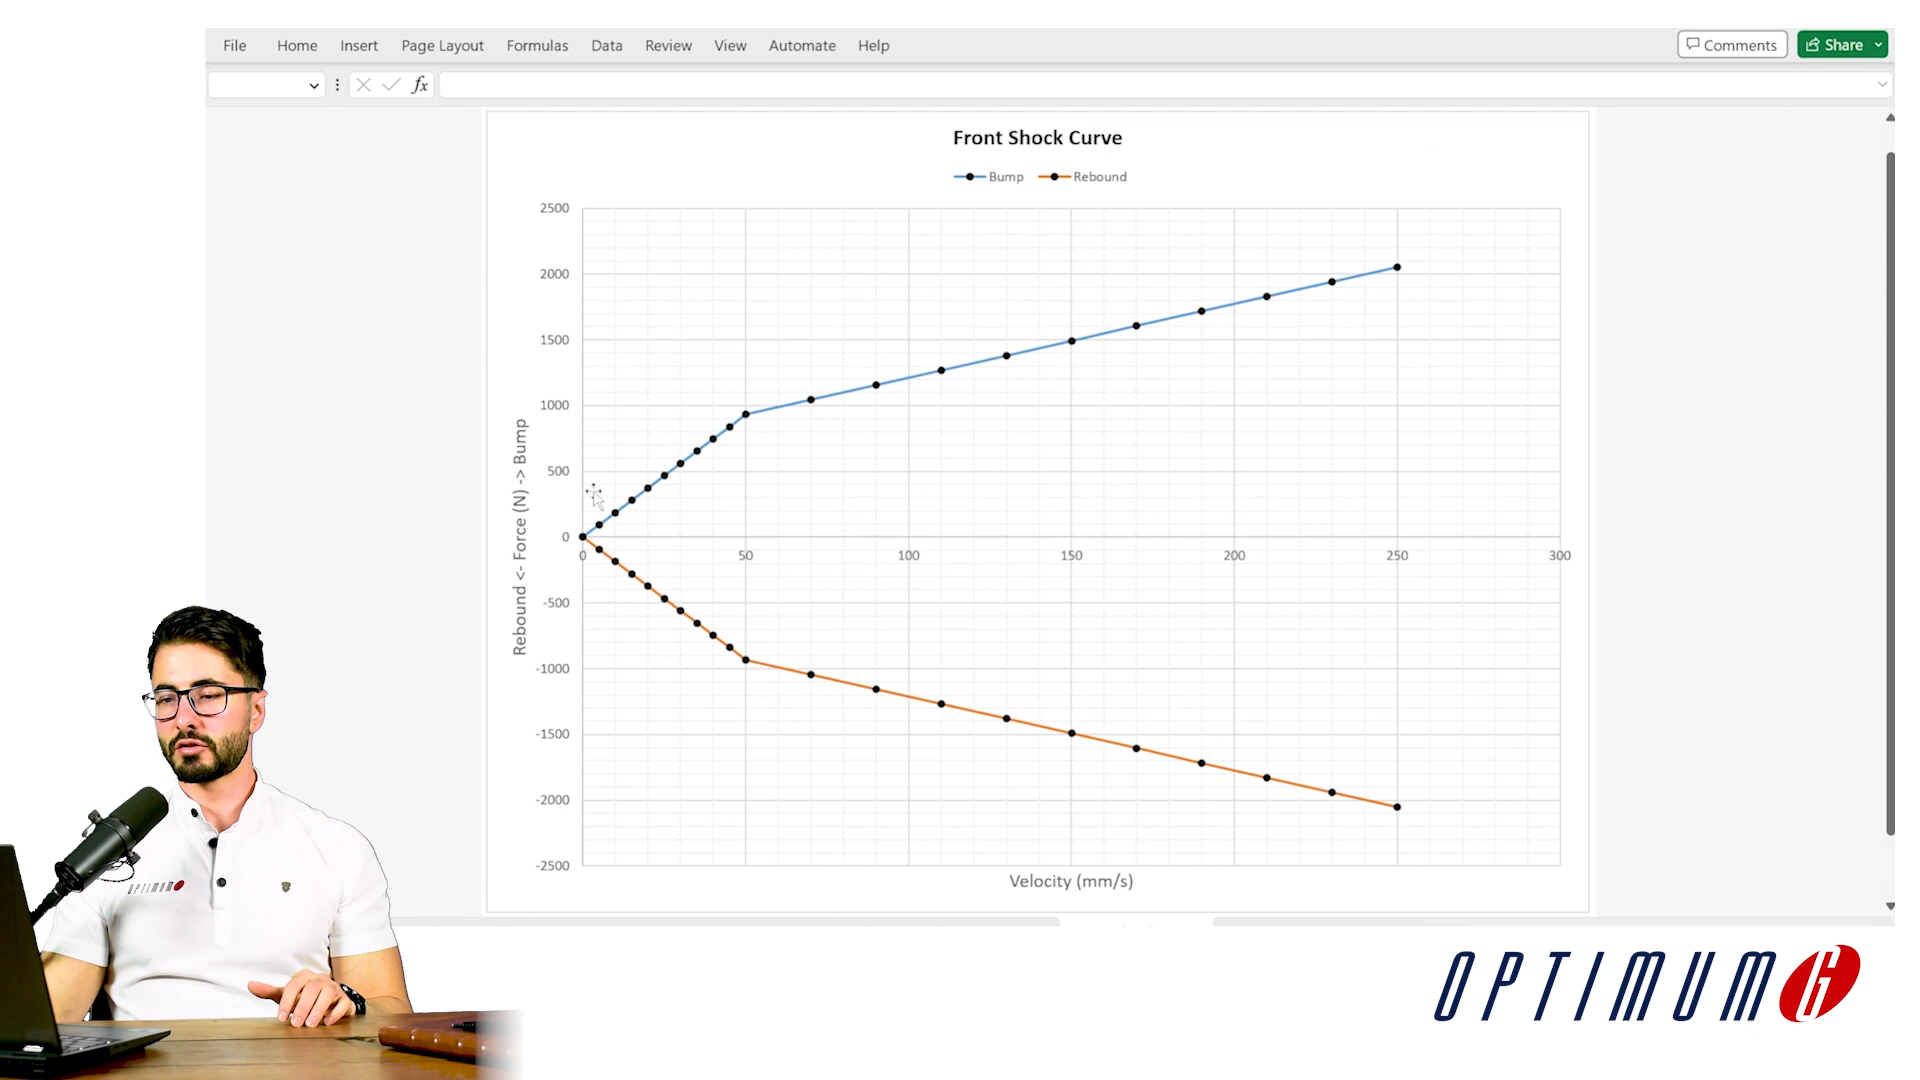 File Home Insert Page Layout Formulas Data Review View Automate Help Comments Share
fx
Front Shock Curve
Bump Rebound
2500
2000
1500
1000
500
0
-500
-1000
-1500
-2000
-2500
0 50 100 150 200 250 300
Rebound <- Force (N) -> Bump
Velocity (mm/s)
OPTIMUM
OPTIMUM G